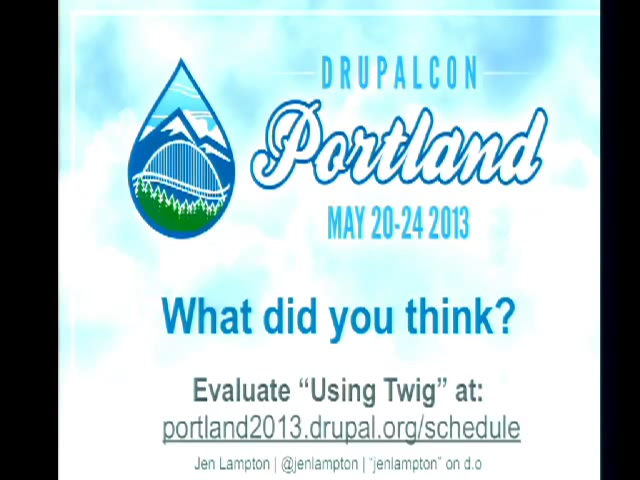 DRUPALCON
Portland
MAY 20-24 2013
What did you think?
Evaluate “Using Twig” at:
portland2013.drupal.org/schedule
Jen Lampton | @jenlampton | “jenlampton” on d.o